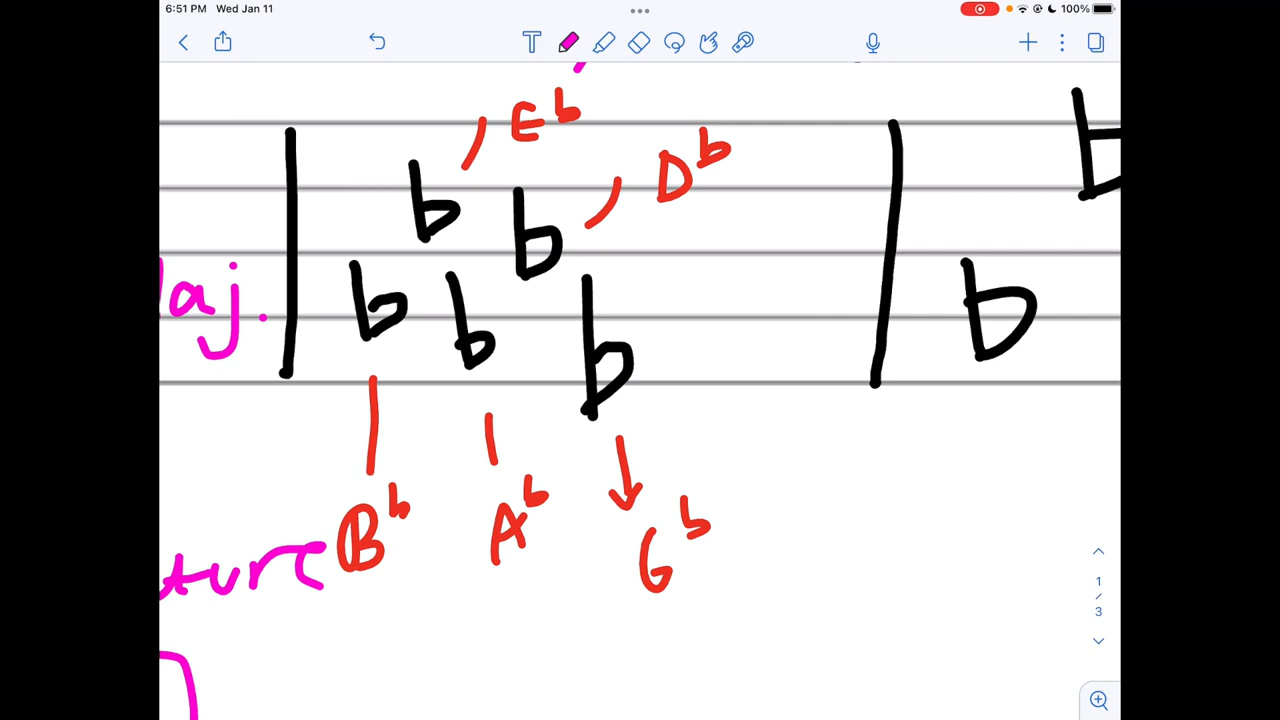 6:51 PM Wed Jan 11
100%
T
E♭
D♭
♭ ♭ ♭
♭ ♭ ♭ ♭
aj.
B♭ A♭ G♭
ture
1
/
3